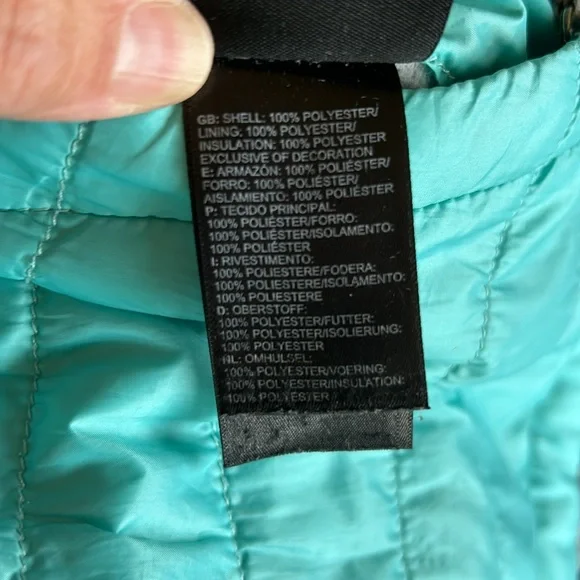 GB: SHELL: 100% POLYESTER/
LINING: 100% POLYESTER/
INSULATION: 100% POLYESTER
EXCLUSIVE OF DECORATION
E: ARMAZÓN: 100% POLIÉSTER/
FORRO: 100% POLIÉSTER/
AISLAMIENTO: 100% POLIÉSTER
P: TECIDO PRINCIPAL:
100% POLIÉSTER/FORRO:
100% POLIÉSTER/ISOLAMENTO:
100% POLIÉSTER
I: RIVESTIMENTO:
100% POLIESTERE/FODERA:
100% POLIESTERE/ISOLAMENTO:
100% POLIESTERE
D: OBERSTOFF:
100% POLYESTER/FUTTER:
100% POLYESTER/ISOLIERUNG:
100% POLYESTER
NL: OMHULSEL:
100% POLYESTER/VOERING:
100% POLYESTER/INSULATION:
100% POLYESTER